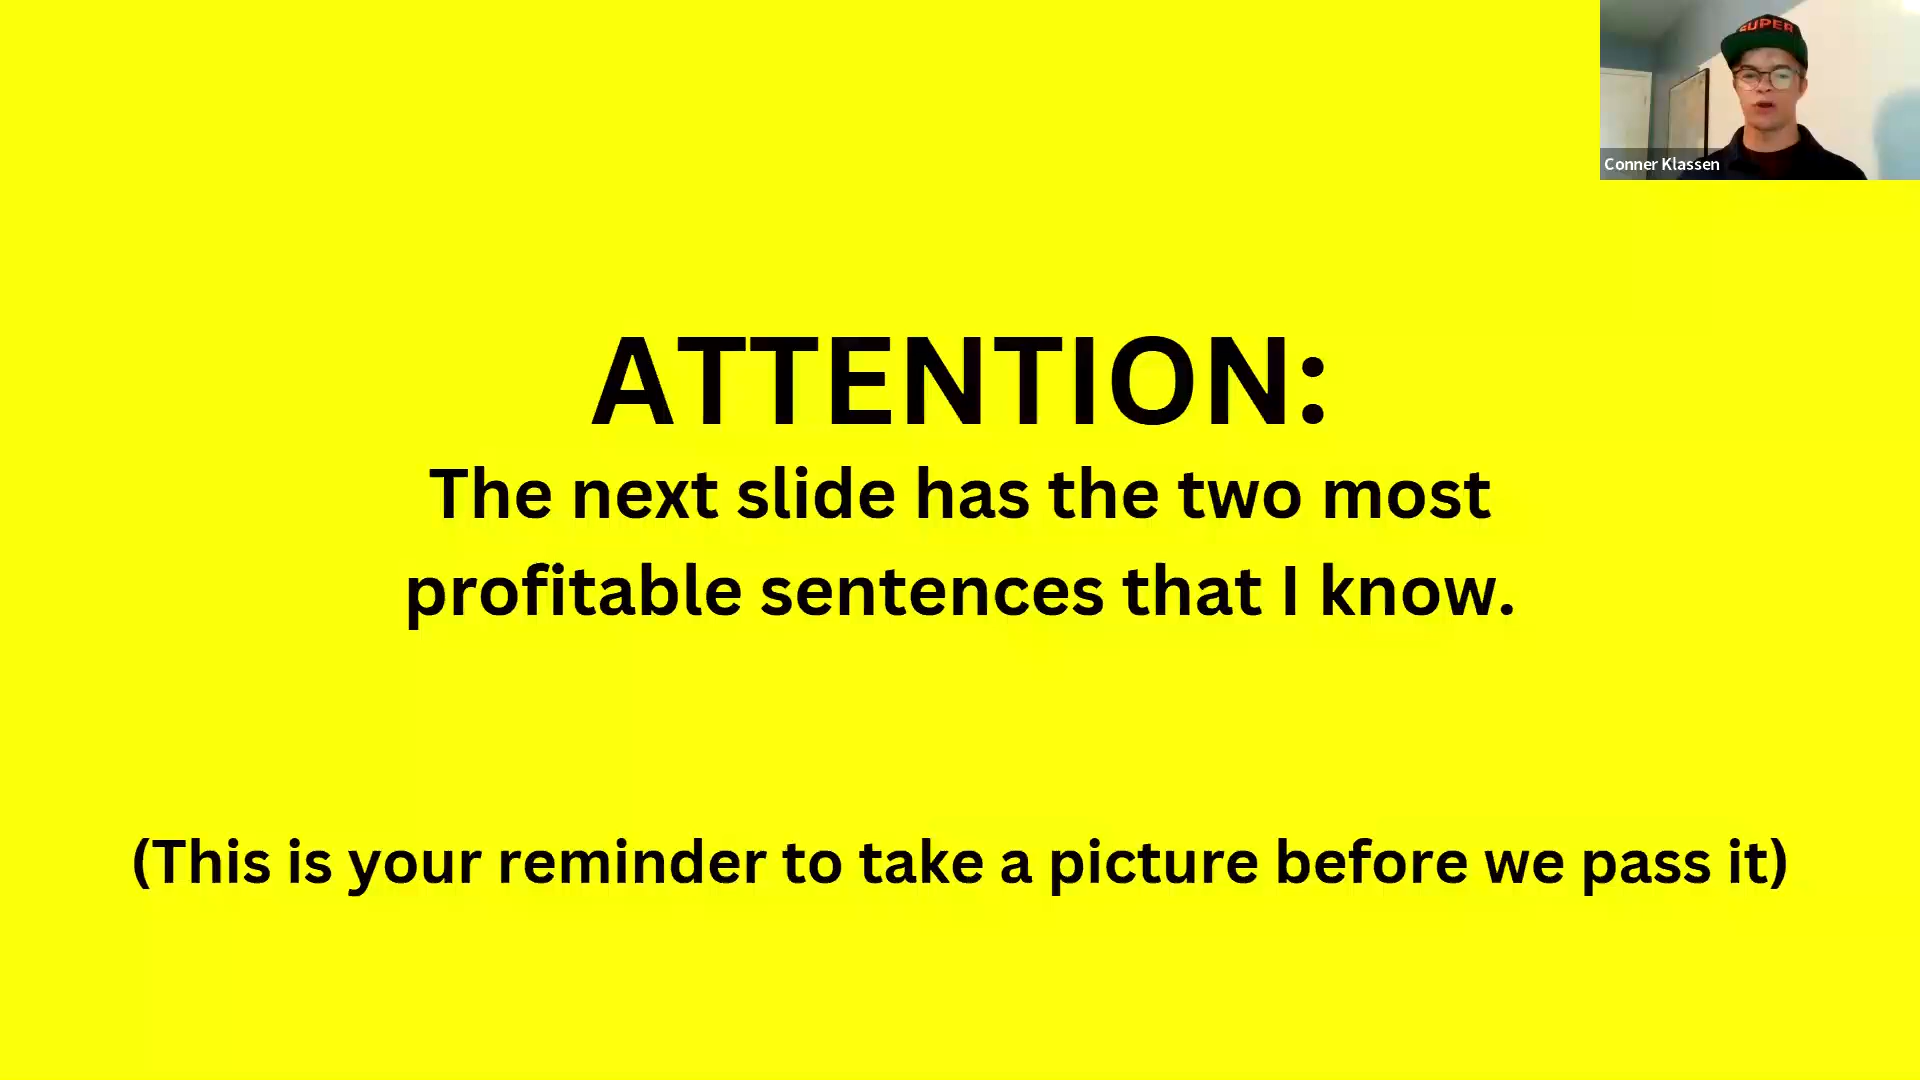 SUPER
Conner Klassen
ATTENTION:
The next slide has the two most
profitable sentences that I know.
(This is your reminder to take a picture before we pass it)